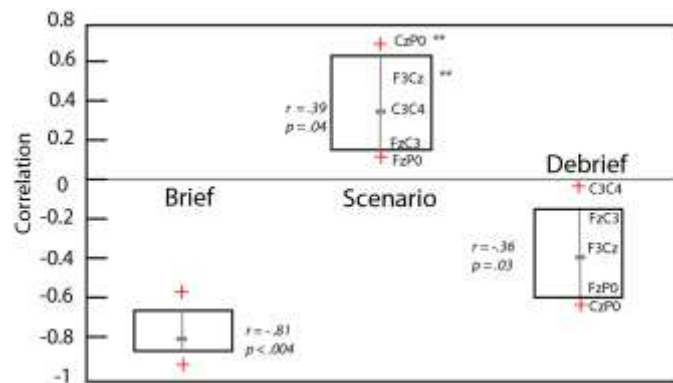 0.8
CzP0 **
0.6
F3Cz **
0.4
r = .39
p = .04
C3C4
0.2
FzC3
FzP0
Correlation
0
Brief
Scenario
Debrief
C3C4
-0.2
FzC3
-0.4
r = -.36
p = .03
F3Cz
-0.6
FzP0
CzP0
-0.8
r = -.81
p < .004
-1